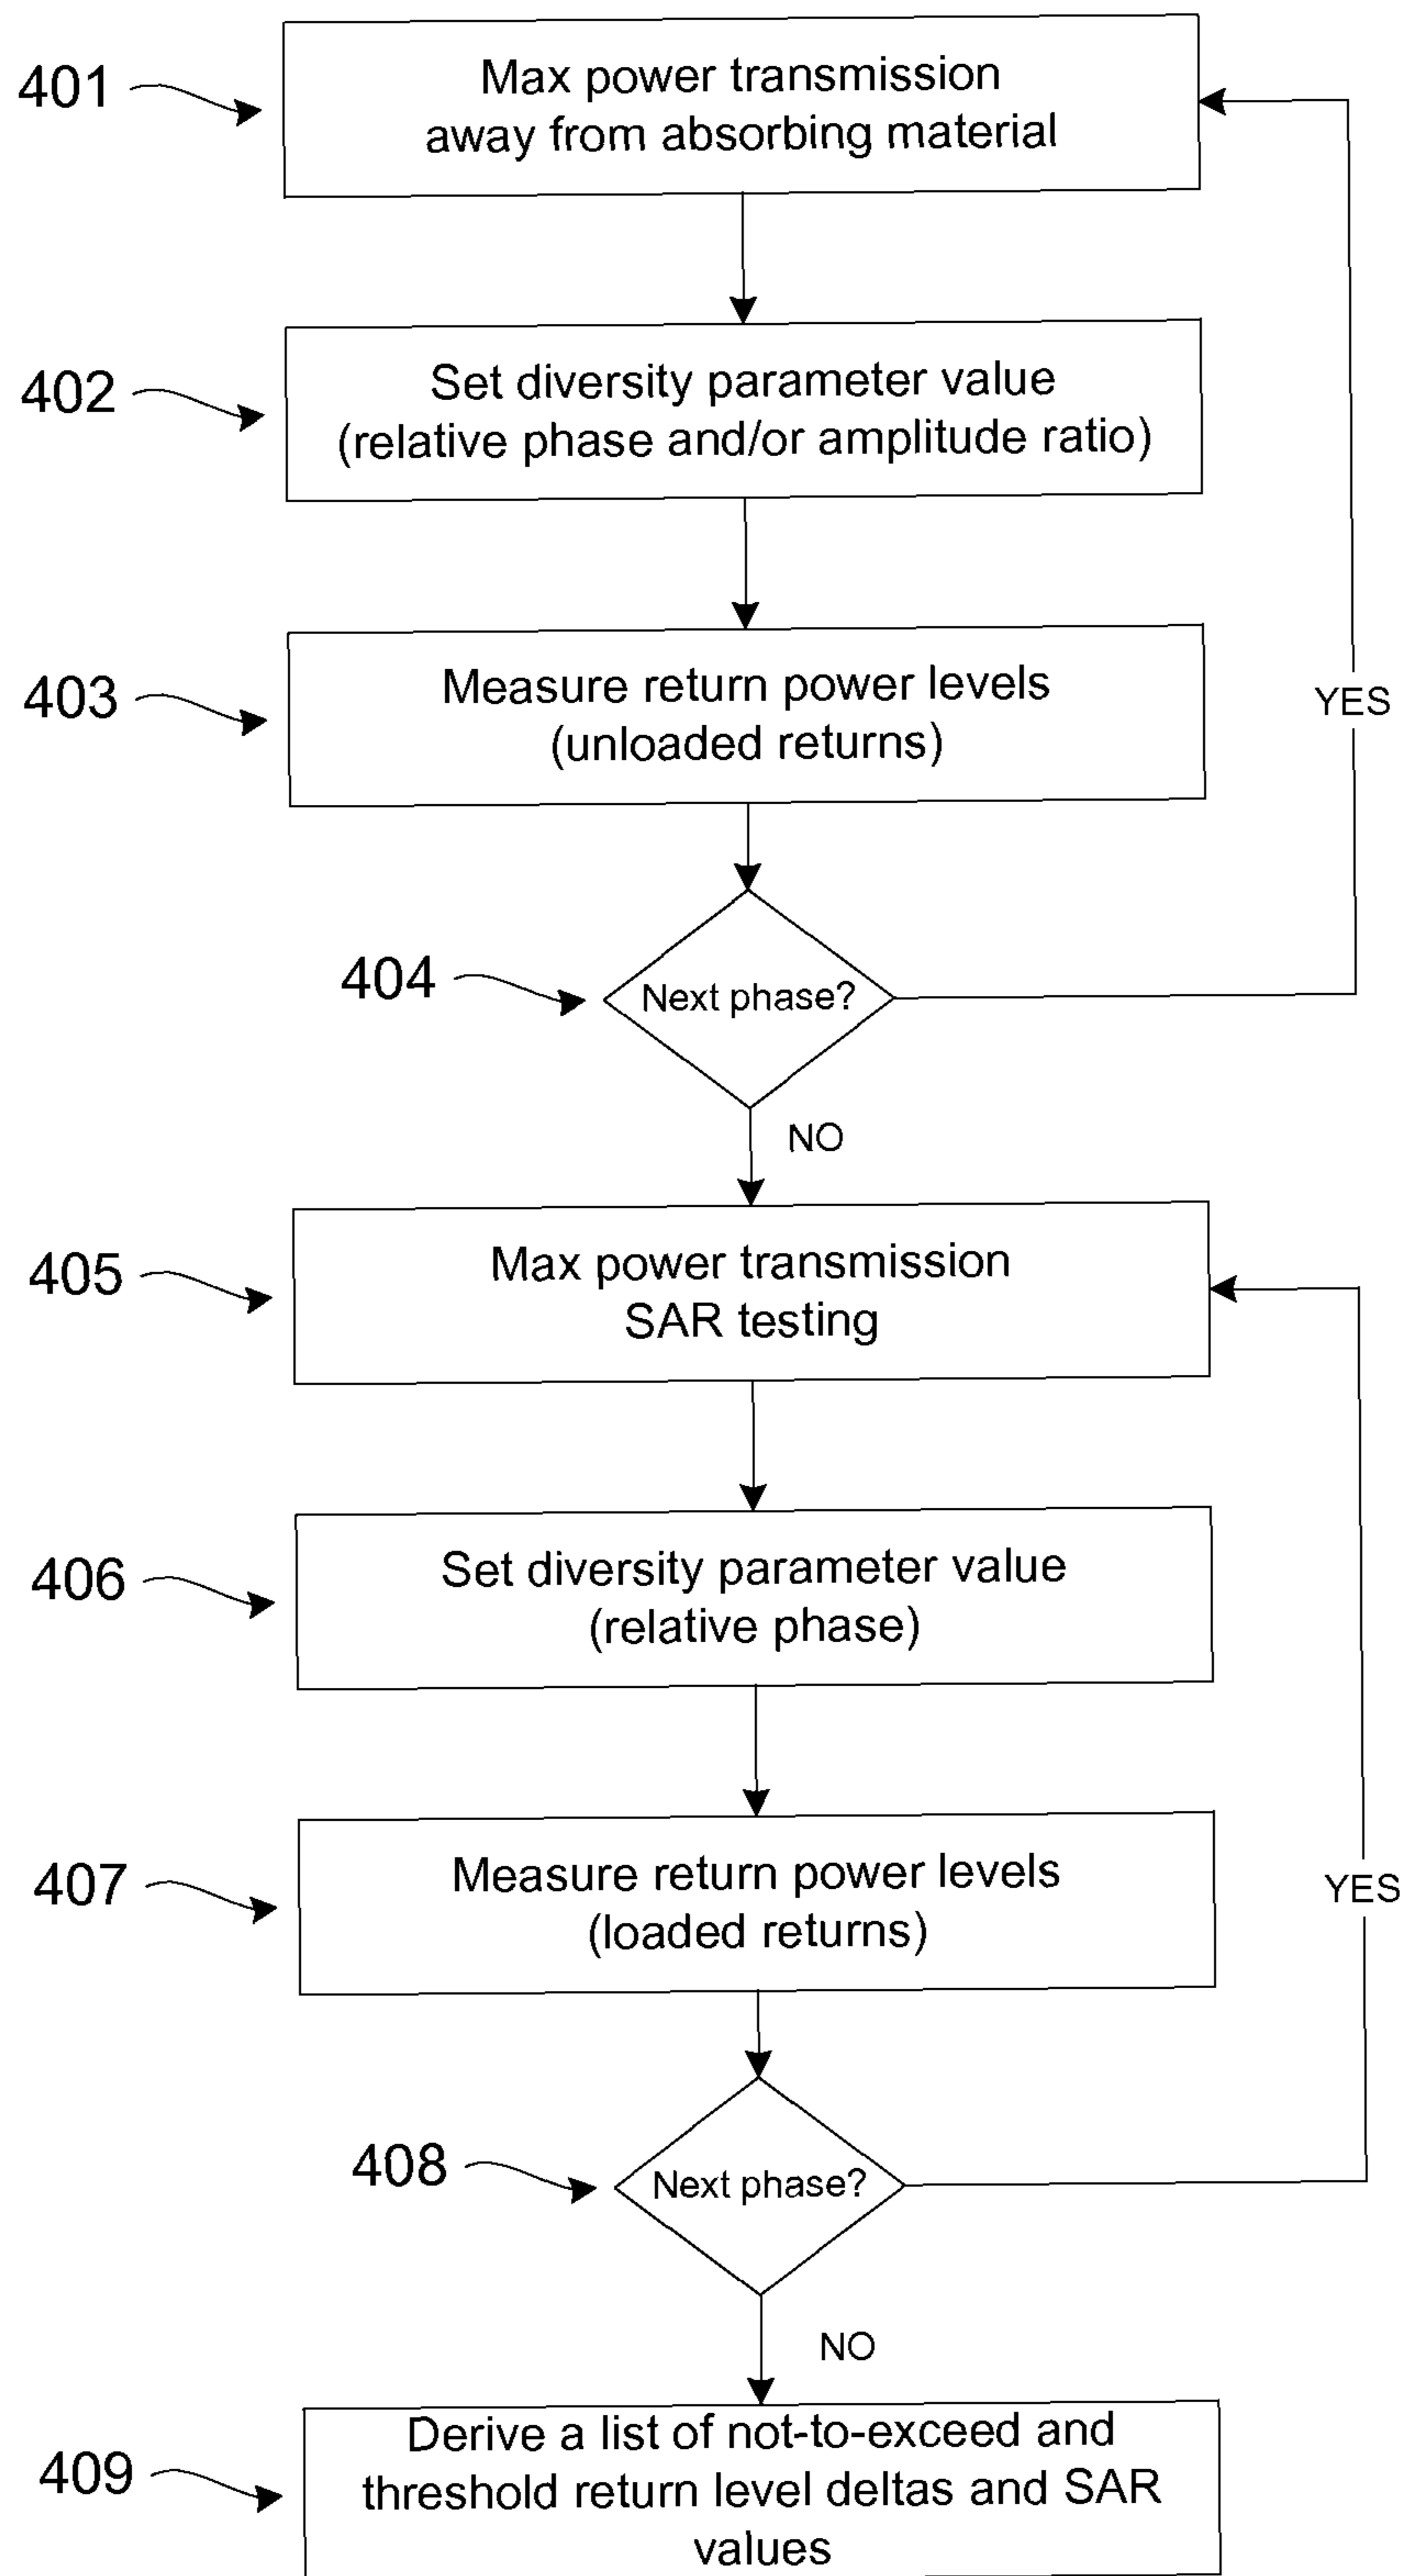 401
Max power transmission
away from absorbing material
402
Set diversity parameter value
(relative phase and/or amplitude ratio)
403
Measure return power levels
(unloaded returns)
YES
404
Next phase?
NO
405
Max power transmission
SAR testing
406
Set diversity parameter value
(relative phase)
407
Measure return power levels
(loaded returns)
YES
408
Next phase?
NO
409
Derive a list of not-to-exceed and
threshold return level deltas and SAR
values